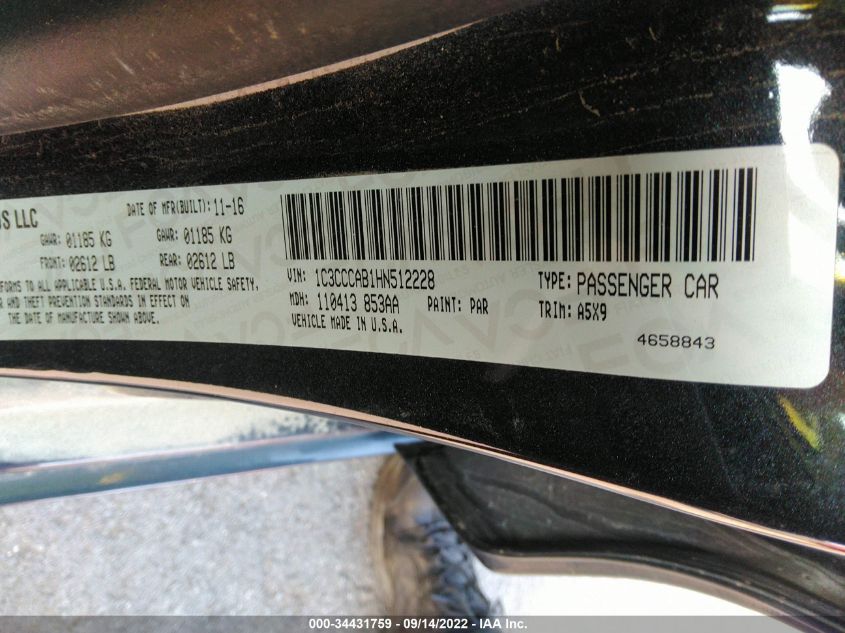 US LLC
DATE OF MFR(BUILT): 11-16
GAWR: 01185 KG GAWR: 01185 KG
FRONT: 02612 LB REAR: 02612 LB
FORMS TO ALL APPLICABLE U.S.A. FEDERAL MOTOR VEHICLE SAFETY,
R, AND THEFT PREVENTION STANDARDS IN EFFECT ON
THE DATE OF MANUFACTURE SHOWN ABOVE.
VIN: 1C3CCCAB1HN512228 TYPE: PASSENGER CAR
MDH: 110413 853AA PAINT: PAR TRIM: A5X9
VEHICLE MADE IN U.S.A.
4658843
000-34431759 - 09/14/2022 - IAA Inc.